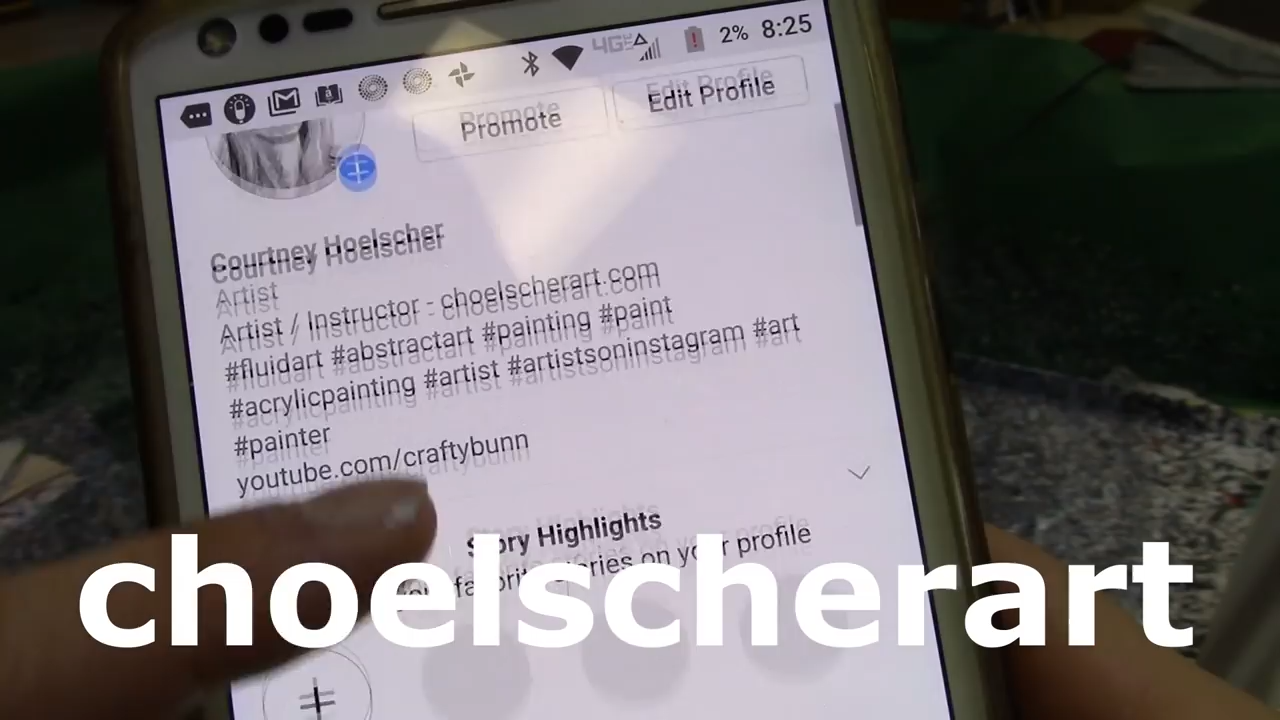 4G 2% 8:25
Promote Edit Profile
Courtney Hoelscher
Artist
Artist / Instructor - choelscherart.com
#fluidart #abstractart #painting #paint
#acrylicpainting #artist #artistsoninstagram #art
#painter
youtube.com/craftybunn
Story Highlights
favorite stories on your profile
choelscherart